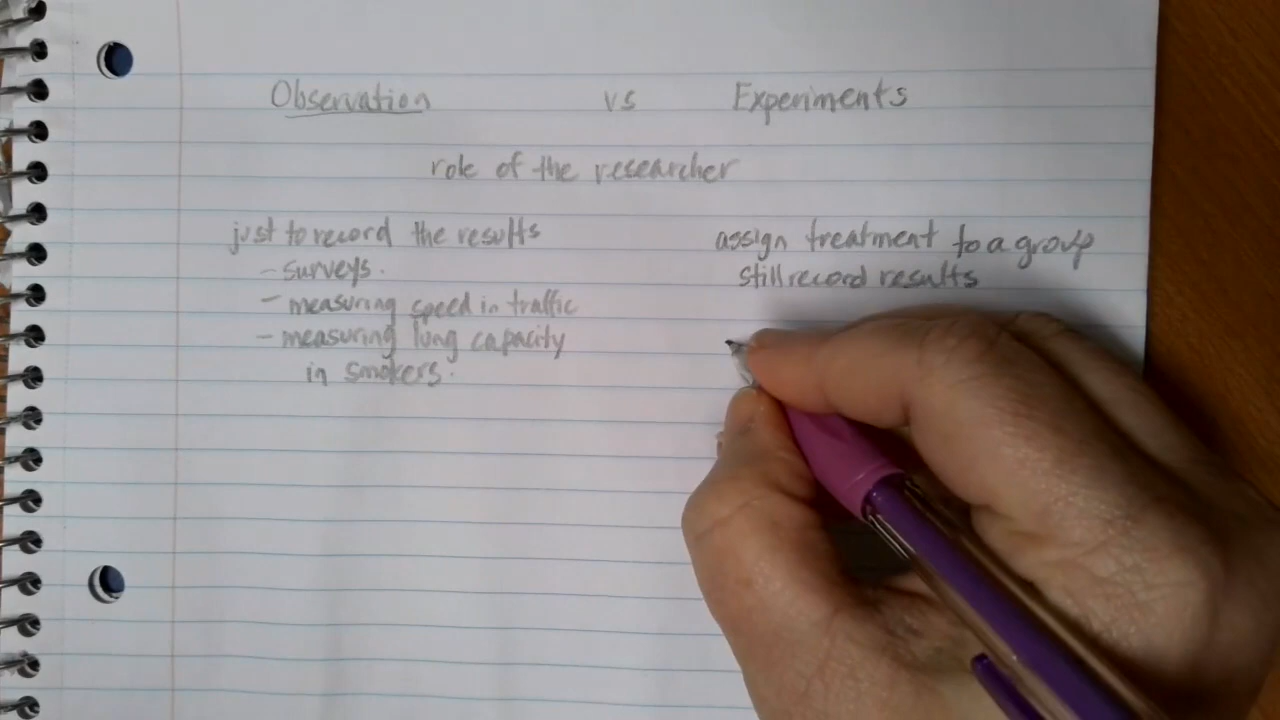 Observation vs Experiments
role of the researcher
just to record the results
- surveys.
- measuring speed in traffic
- measuring lung capacity
in smokers.
assign treatment to a group
still record results